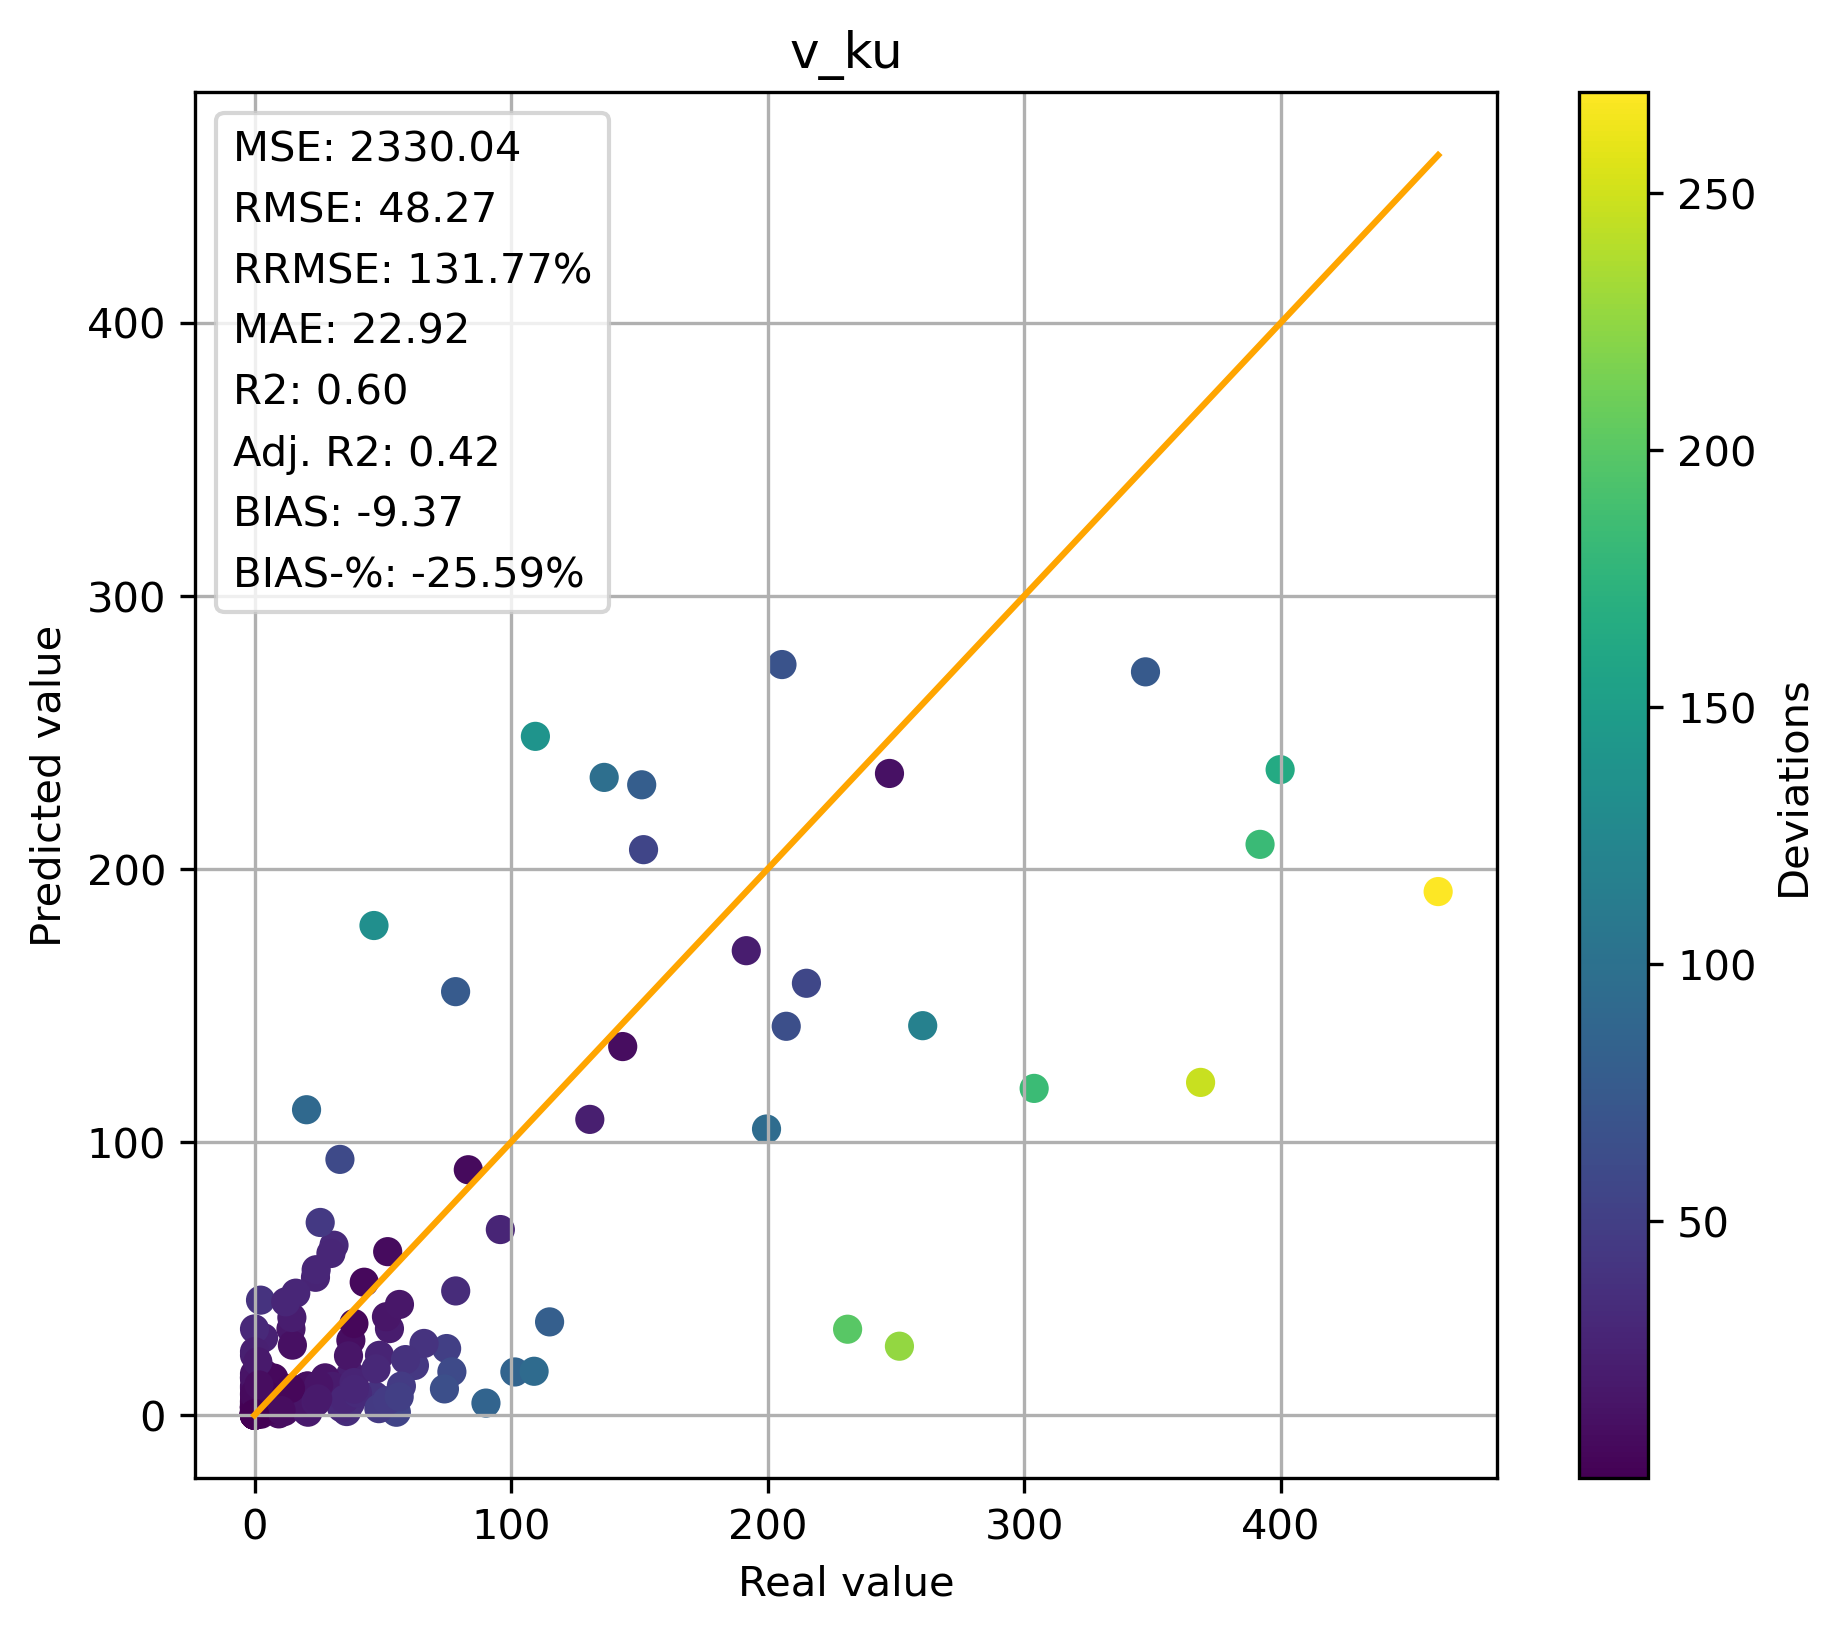 v_ku
MSE: 2330.04
RMSE: 48.27
RRMSE: 131.77%
MAE: 22.92
R2: 0.60
Adj. R2: 0.42
BIAS: -9.37
BIAS-%: -25.59%
Predicted value
400
300
200
100
0
0 100 200 300 400
Real value
250
200
150
100
50
Deviations